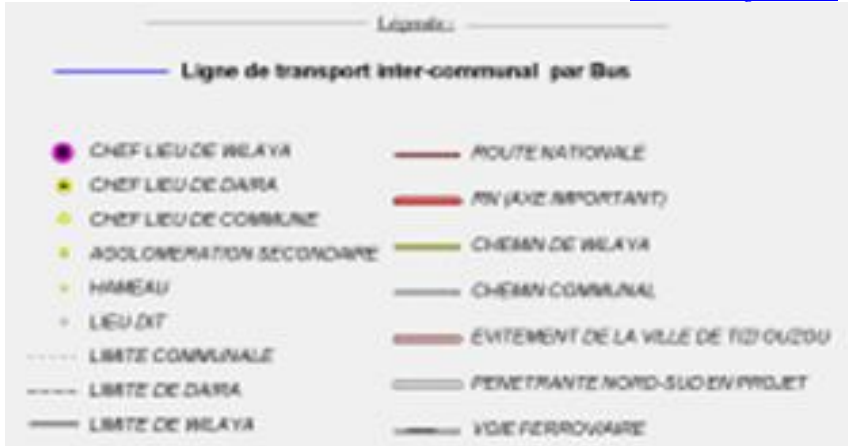 Légende :
Ligne de transport inter-communal par Bus
CHEF LIEU DE WILAYA
CHEF LIEU DE DAIRA
CHEF LIEU DE COMMUNE
AGGLOMERATION SECONDAIRE
HAMEAU
LIEU DIT
LIMITE COMMUNALE
LIMITE DE DAIRA
LIMITE DE WILAYA
ROUTE NATIONALE
RN (AXE IMPORTANT)
CHEMIN DE WILAYA
CHEMIN COMMUNAL
EVITEMENT DE LA VILLE DE TIZI OUZOU
PENETRANTE NORD-SUD EN PROJET
VOIE FERROVIAIRE